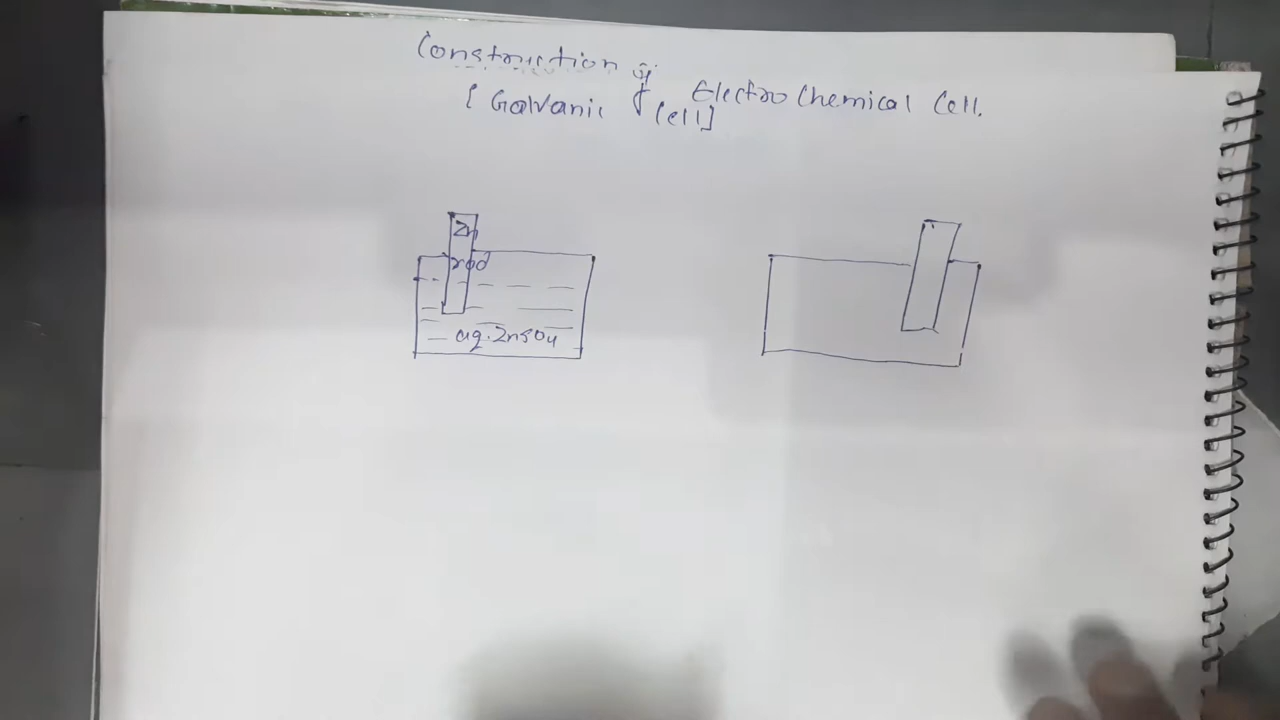 Construction of Electro Chemical Cell.
[Galvanic Cell]
Zn
rod
aq. ZnSO4